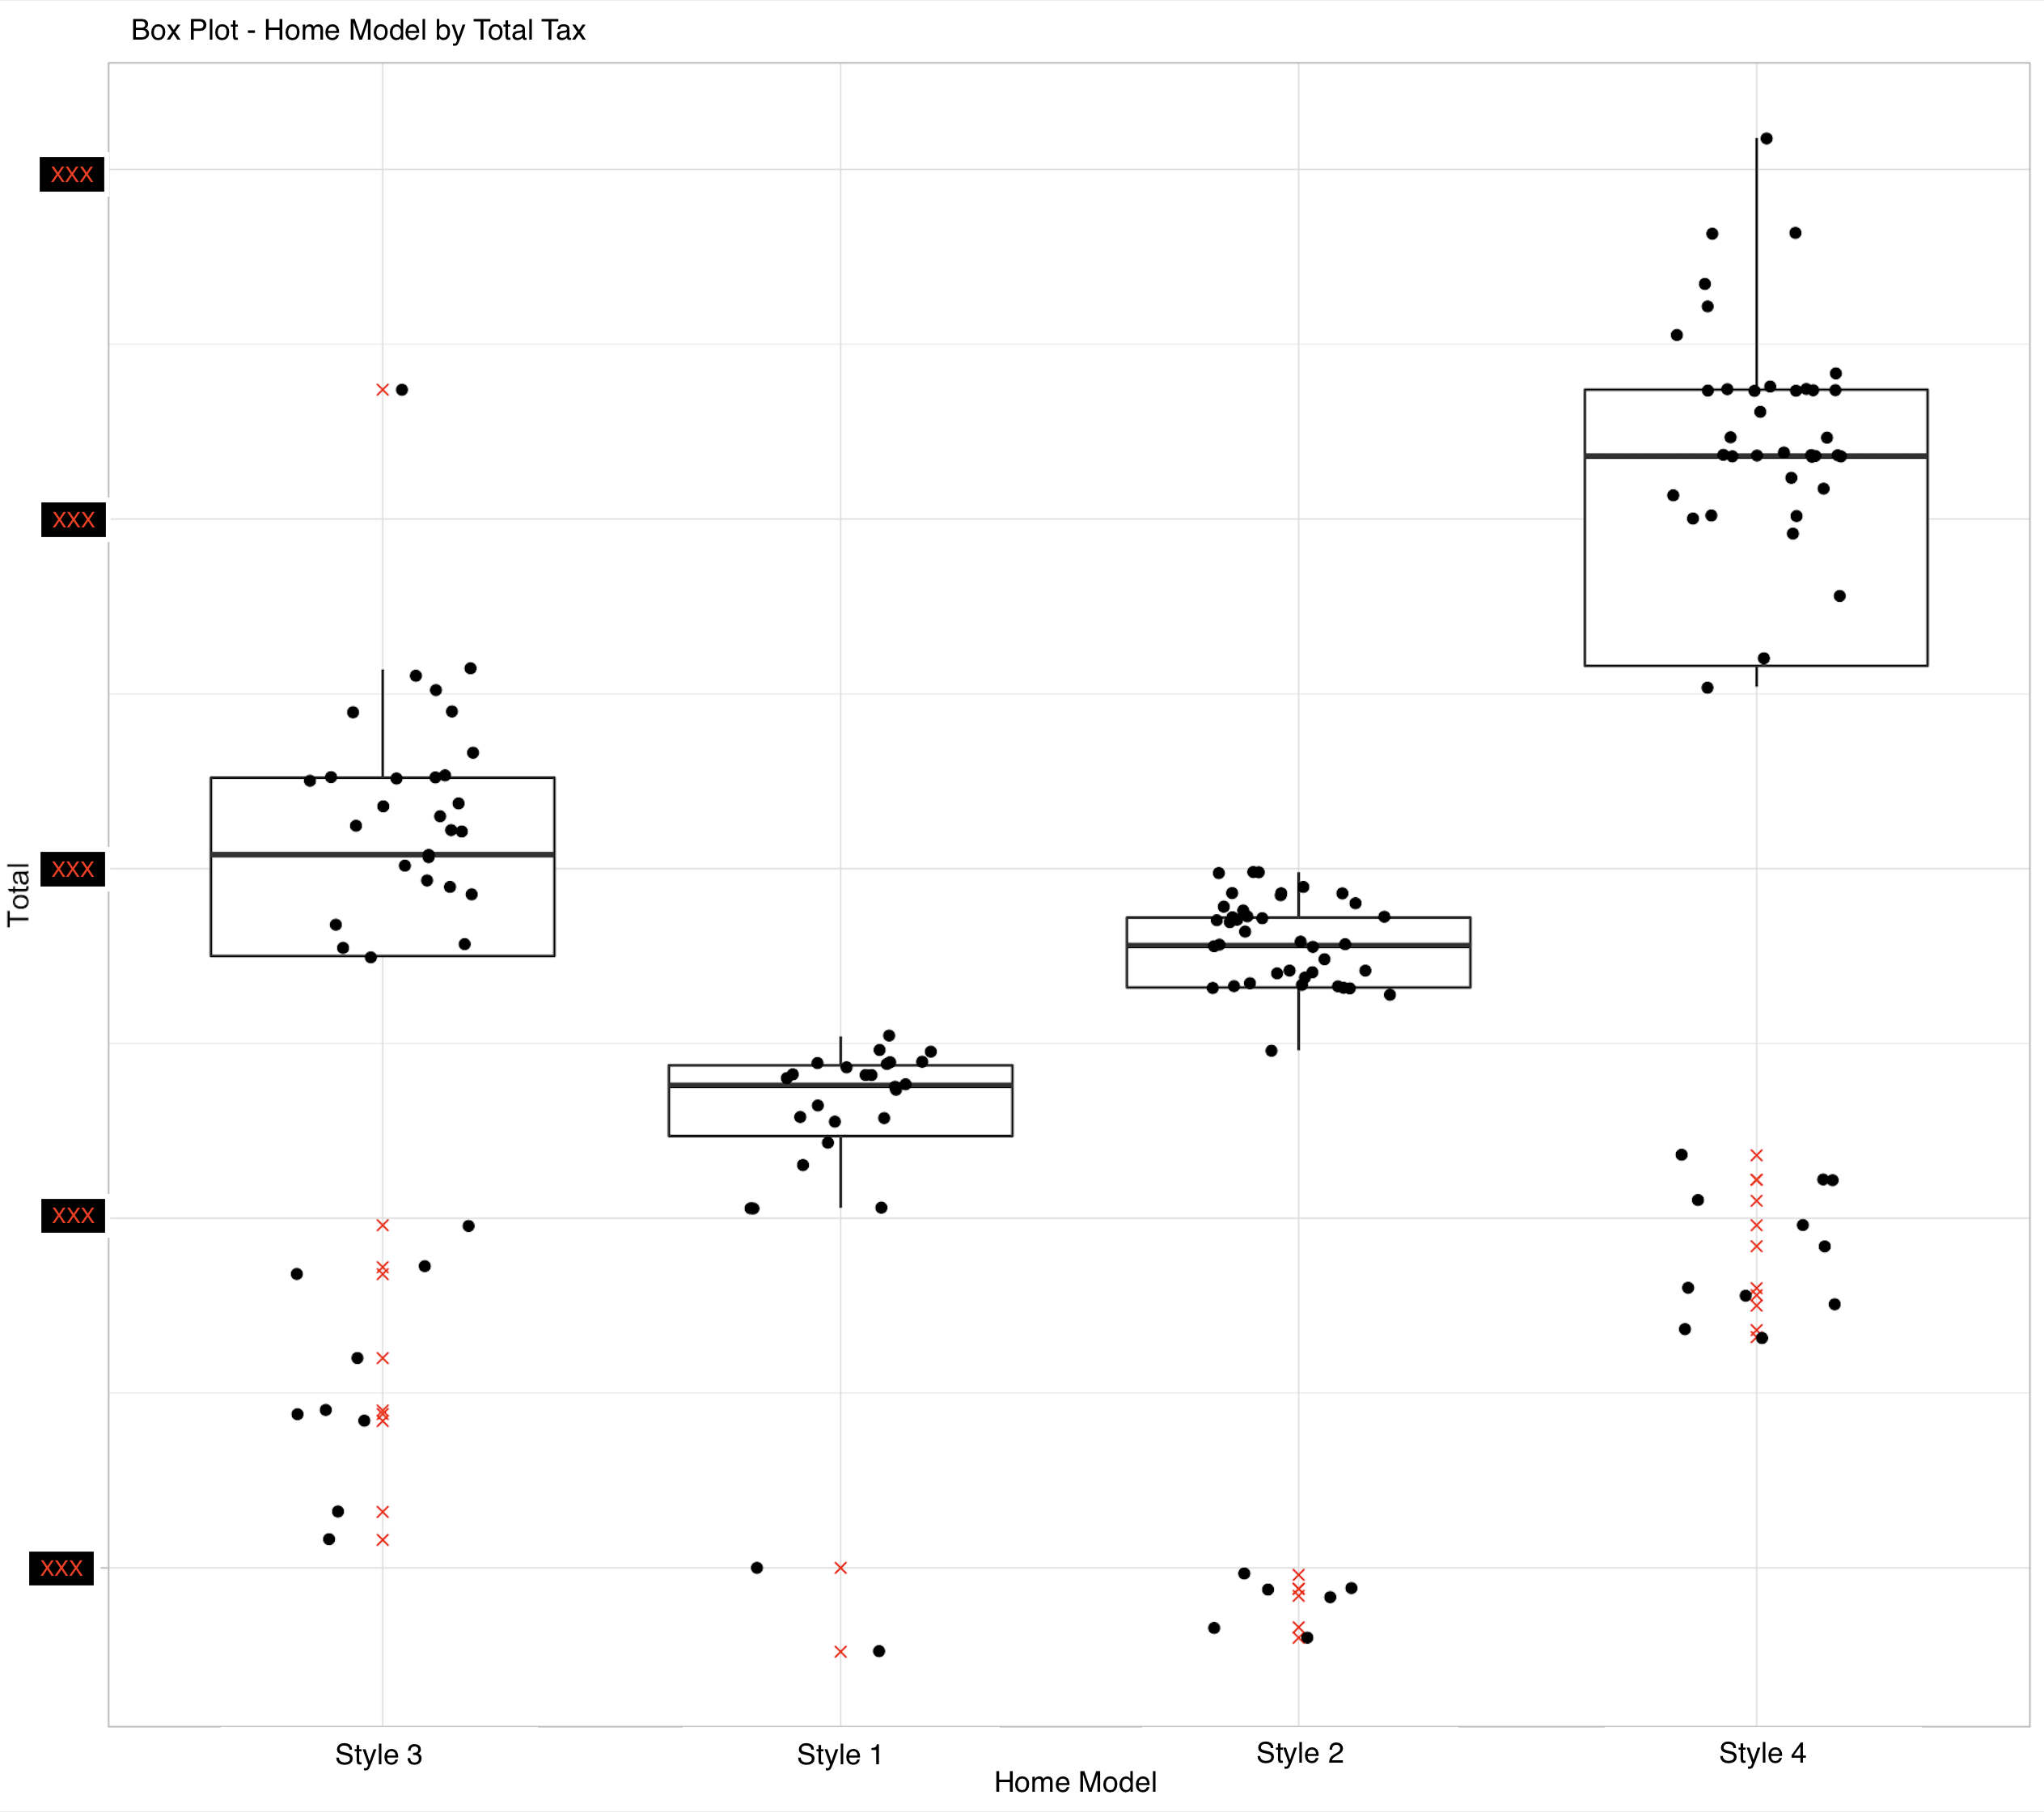 Box Plot - Home Model by Total Tax
XXX
XXX
XXX
Total
XXX
XXX
Style 3 Style 1 Style 2 Style 4
Home Model